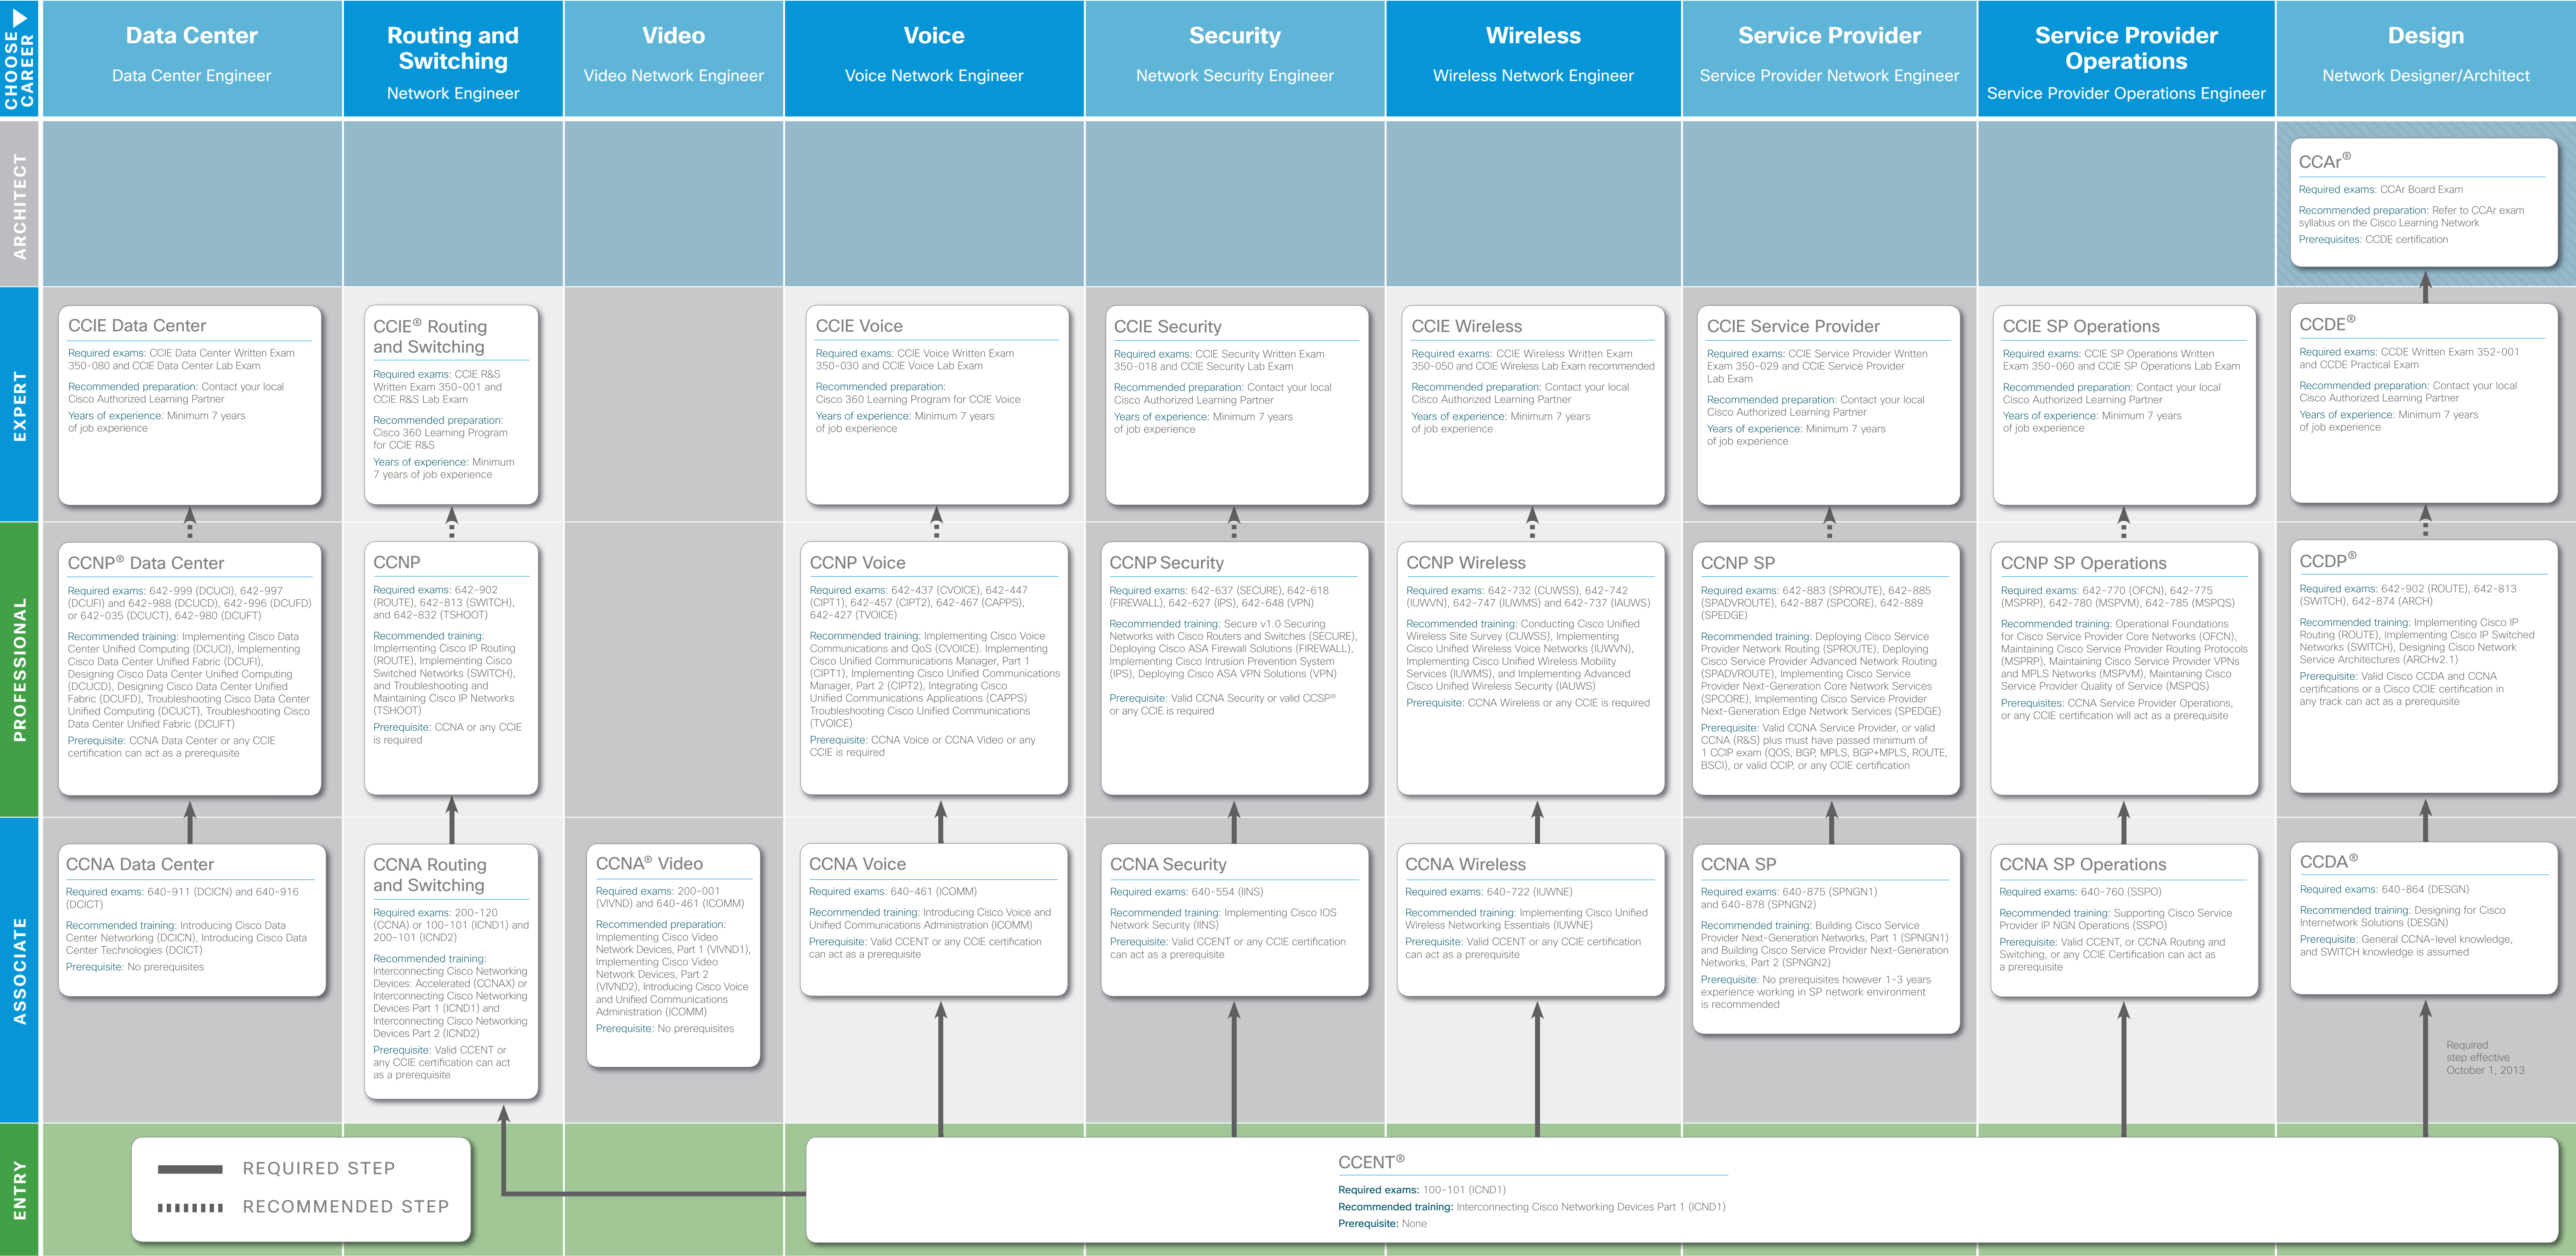 CHOOSE
CAREER
Data Center
Data Center Engineer
Routing and
Switching
Network Engineer
Video
Video Network Engineer
Voice
Voice Network Engineer
Security
Network Security Engineer
Wireless
Wireless Network Engineer
Service Provider
Service Provider Network Engineer
Service Provider
Operations
Service Provider Operations Engineer
Design
Network Designer/Architect
ARCHITECT
CCAr®
Required exams: CCAr Board Exam
Recommended preparation: Refer to CCAr exam
syllabus on the Cisco Learning Network
Prerequisites: CCDE certification
EXPERT
CCIE Data Center
Required exams: CCIE Data Center Written Exam
350-080 and CCIE Data Center Lab Exam
Recommended preparation: Contact your local
Cisco Authorized Learning Partner
Years of experience: Minimum 7 years
of job experience
CCIE® Routing
and Switching
Required exams: CCIE R&S
Written Exam 350-001 and
CCIE R&S Lab Exam
Recommended preparation:
Cisco 360 Learning Program
for CCIE R&S
Years of experience: Minimum
7 years of job experience
CCIE Voice
Required exams: CCIE Voice Written Exam
350-030 and CCIE Voice Lab Exam
Recommended preparation:
Cisco 360 Learning Program for CCIE Voice
Years of experience: Minimum 7 years
of job experience
CCIE Security
Required exams: CCIE Security Written Exam
350-018 and CCIE Security Lab Exam
Recommended preparation: Contact your local
Cisco Authorized Learning Partner
Years of experience: Minimum 7 years
of job experience
CCIE Wireless
Required exams: CCIE Wireless Written Exam
350-050 and CCIE Wireless Lab Exam recommended
Recommended preparation: Contact your local
Cisco Authorized Learning Partner
Years of experience: Minimum 7 years
of job experience
CCIE Service Provider
Required exams: CCIE Service Provider Written
Exam 350-029 and CCIE Service Provider
Lab Exam
Recommended preparation: Contact your local
Cisco Authorized Learning Partner
Years of experience: Minimum 7 years
of job experience
CCIE SP Operations
Required exams: CCIE SP Operations Written
Exam 350-060 and CCIE SP Operations Lab Exam
Recommended preparation: Contact your local
Cisco Authorized Learning Partner
Years of experience: Minimum 7 years
of job experience
CCDE®
Required exams: CCDE Written Exam 352-001
and CCDE Practical Exam
Recommended preparation: Contact your local
Cisco Authorized Learning Partner
Years of experience: Minimum 7 years
of job experience
PROFESSIONAL
CCNP® Data Center
Required exams: 642-999 (DCUCI), 642-997
(DCUFI) and 642-988 (DCUCD), 642-996 (DCUFD)
or 642-035 (DCUCT), 642-980 (DCUFT)
Recommended training: Implementing Cisco Data
Center Unified Computing (DCUCI), Implementing
Cisco Data Center Unified Fabric (DCUFI),
Designing Cisco Data Center Unified Computing
(DCUCD), Designing Cisco Data Center Unified
Fabric (DCUFD), Troubleshooting Cisco Data Center
Unified Computing (DCUCT), Troubleshooting Cisco
Data Center Unified Fabric (DCUFT)
Prerequisite: CCNA Data Center or any CCIE
certification can act as a prerequisite
CCNP
Required exams: 642-902
(ROUTE), 642-813 (SWITCH),
and 642-832 (TSHOOT)
Recommended training:
Implementing Cisco IP Routing
(ROUTE), Implementing Cisco
Switched Networks (SWITCH),
and Troubleshooting and
Maintaining Cisco IP Networks
(TSHOOT)
Prerequisite: CCNA or any CCIE
is required
CCNP Voice
Required exams: 642-437 (CVOICE), 642-447
(CIPT1), 642-457 (CIPT2), 642-467 (CAPPS),
642-427 (TVOICE)
Recommended training: Implementing Cisco Voice
Communications and QoS (CVOICE). Implementing
Cisco Unified Communications Manager, Part 1
(CIPT1), Implementing Cisco Unified Communications
Manager, Part 2 (CIPT2), Integrating Cisco
Unified Communications Applications (CAPPS)
Troubleshooting Cisco Unified Communications
(TVOICE)
Prerequisite: CCNA Voice or CCNA Video or any
CCIE is required
CCNP Security
Required exams: 642-637 (SECURE), 642-618
(FIREWALL), 642-627 (IPS), 642-648 (VPN)
Recommended training: Secure v1.0 Securing
Networks with Cisco Routers and Switches (SECURE),
Deploying Cisco ASA Firewall Solutions (FIREWALL),
Implementing Cisco Intrusion Prevention System
(IPS), Deploying Cisco ASA VPN Solutions (VPN)
Prerequisite: Valid CCNA Security or valid CCSP®
or any CCIE is required
CCNP Wireless
Required exams: 642-732 (CUWSS), 642-742
(IUWVN), 642-747 (IUWMS) and 642-737 (IAUWS)
Recommended training: Conducting Cisco Unified
Wireless Site Survey (CUWSS), Implementing
Cisco Unified Wireless Voice Networks (IUWVN),
Implementing Cisco Unified Wireless Mobility
Services (IUWMS), and Implementing Advanced
Cisco Unified Wireless Security (IAUWS)
Prerequisite: CCNA Wireless or any CCIE is required
CCNP SP
Required exams: 642-883 (SPROUTE), 642-885
(SPADVROUTE), 642-887 (SPCORE), 642-889
(SPEDGE)
Recommended training: Deploying Cisco Service
Provider Network Routing (SPROUTE), Deploying
Cisco Service Provider Advanced Network Routing
(SPADVROUTE), Implementing Cisco Service
Provider Next-Generation Core Network Services
(SPCORE), Implementing Cisco Service Provider
Next-Generation Edge Network Services (SPEDGE)
Prerequisite: Valid CCNA Service Provider, or valid
CCNA (R&S) plus must have passed minimum of
1 CCIP exam (QOS, BGP, MPLS, BGP+MPLS, ROUTE,
BSCI), or valid CCIP, or any CCIE certification
CCNP SP Operations
Required exams: 642-770 (OFCN), 642-775
(MSPRP), 642-780 (MSPVM), 642-785 (MSPQS)
Recommended training: Operational Foundations
for Cisco Service Provider Core Networks (OFCN),
Maintaining Cisco Service Provider Routing Protocols
(MSPRP), Maintaining Cisco Service Provider VPNs
and MPLS Networks (MSPVM), Maintaining Cisco
Service Provider Quality of Service (MSPQS)
Prerequisites: CCNA Service Provider Operations,
or any CCIE certification will act as a prerequisite
CCDP®
Required exams: 642-902 (ROUTE), 642-813
(SWITCH), 642-874 (ARCH)
Recommended training: Implementing Cisco IP
Routing (ROUTE), Implementing Cisco IP Switched
Networks (SWITCH), Designing Cisco Network
Service Architectures (ARCHv2.1)
Prerequisite: Valid Cisco CCDA and CCNA
certifications or a Cisco CCIE certification in
any track can act as a prerequisite
ASSOCIATE
CCNA Data Center
Required exams: 640-911 (DCICN) and 640-916
(DCICT)
Recommended training: Introducing Cisco Data
Center Networking (DCICN), Introducing Cisco Data
Center Technologies (DCICT)
Prerequisite: No prerequisites
CCNA Routing
and Switching
Required exams: 200-120
(CCNA) or 100-101 (ICND1) and
200-101 (ICND2)
Recommended training:
Interconnecting Cisco Networking
Devices: Accelerated (CCNAX) or
Interconnecting Cisco Networking
Devices Part 1 (ICND1) and
Interconnecting Cisco Networking
Devices Part 2 (ICND2)
Prerequisite: Valid CCENT or
any CCIE certification can act
as a prerequisite
CCNA® Video
Required exams: 200-001
(VIVND) and 640-461 (ICOMM)
Recommended preparation:
Implementing Cisco Video
Network Devices, Part 1 (VIVND1),
Implementing Cisco Video
Network Devices, Part 2
(VIVND2), Introducing Cisco Voice
and Unified Communications
Administration (ICOMM)
Prerequisite: No prerequisites
CCNA Voice
Required exams: 640-461 (ICOMM)
Recommended training: Introducing Cisco Voice and
Unified Communications Administration (ICOMM)
Prerequisite: Valid CCENT or any CCIE certification
can act as a prerequisite
CCNA Security
Required exams: 640-554 (IINS)
Recommended training: Implementing Cisco IOS
Network Security (IINS)
Prerequisite: Valid CCENT or any CCIE certification
can act as a prerequisite
CCNA Wireless
Required exams: 640-722 (IUWNE)
Recommended training: Implementing Cisco Unified
Wireless Networking Essentials (IUWNE)
Prerequisite: Valid CCENT or any CCIE certification
can act as a prerequisite
CCNA SP
Required exams: 640-875 (SPNGN1)
and 640-878 (SPNGN2)
Recommended training: Building Cisco Service
Provider Next-Generation Networks, Part 1 (SPNGN1)
and Building Cisco Service Provider Next-Generation
Networks, Part 2 (SPNGN2)
Prerequisite: No prerequisites however 1-3 years
experience working in SP network environment
is recommended
CCNA SP Operations
Required exams: 640-760 (SSPO)
Recommended training: Supporting Cisco Service
Provider IP NGN Operations (SSPO)
Prerequisite: Valid CCENT, or CCNA Routing and
Switching, or any CCIE Certification can act as
a prerequisite
CCDA®
Required exams: 640-864 (DESGN)
Recommended training: Designing for Cisco
Internetwork Solutions (DESGN)
Prerequisite: General CCNA-level knowledge,
and SWITCH knowledge is assumed
Required
step effective
October 1, 2013
ENTRY
REQUIRED STEP
RECOMMENDED STEP
CCENT®
Required exams: 100-101 (ICND1)
Recommended training: Interconnecting Cisco Networking Devices Part 1 (ICND1)
Prerequisite: None